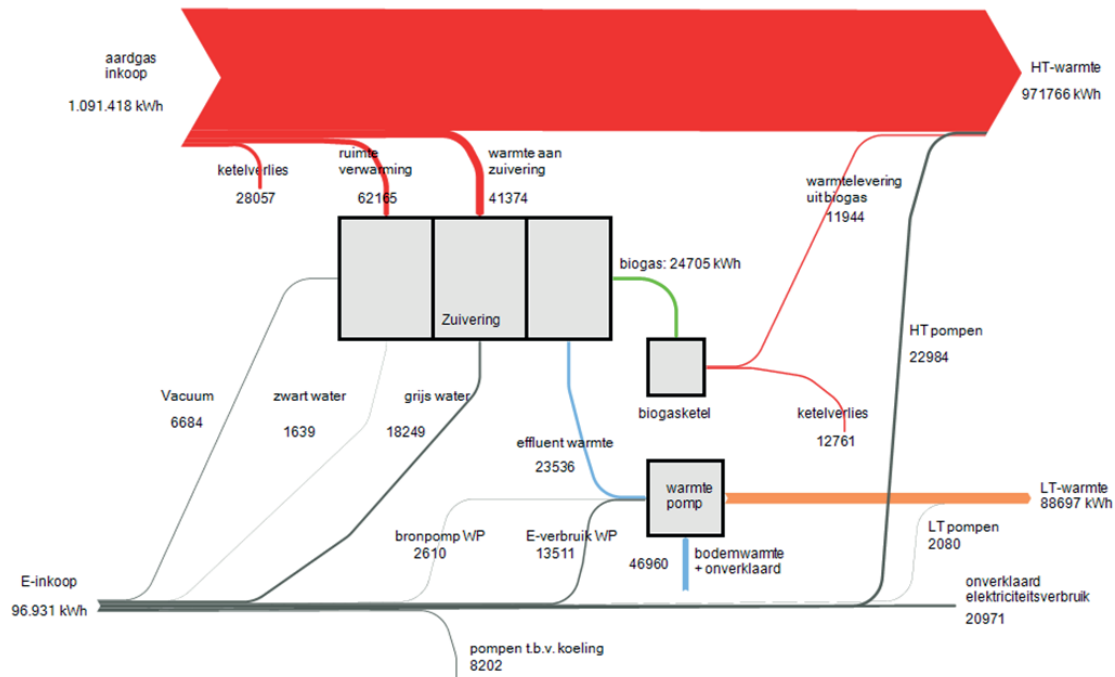 aardgas
inkoop
1.091.418 kWh
HT-warmte
971766 kWh
ketelverlies
28057
ruimte
verwarming
62165
warmte aan
zuivering
41374
warmtelevering
uit biogas
11944
biogas: 24705 kWh
Zuivering
HT pompen
22984
Vacuum
6684
zwart water
1639
grijs water
18249
biogasketel
ketelverlies
12761
effluent warmte
23536
warmte
pomp
LT-warmte
88697 kWh
bronpomp WP
2610
E-verbruik WP
13511
46960
bodemwarmte
+ onverklaard
LT pompen
2080
E-inkoop
96.931 kWh
onverklaard
elektriciteitsverbruik
20971
pompen t.b.v. koeling
8202